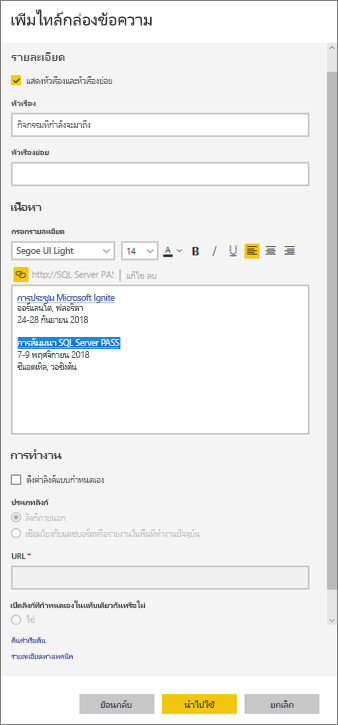 เพิ่มไทล์กล่องข้อความ
รายละเอียด
แสดงหัวเรื่องและหัวเรื่องย่อย
หัวเรื่อง
กิจกรรมที่กำลังจะมาถึง
หัวเรื่องย่อย
เนื้อหา
กรอกรายละเอียด
Segoe UI Light 14 A B I U
http://SQL Server PAS แก้ไข ลบ
การประชุม Microsoft Ignite
ออร์แลนโด, ฟลอริดา
24-28 กันยายน 2018
การสัมมนา SQL Server PASS
7-9 พฤศจิกายน 2018
ซีแอตเทิล, วอชิงตัน
การทำงาน
ตั้งค่าลิงค์แบบกำหนดเอง
ประเภทลิงก์
ลิงก์ภายนอก
เชื่อมโยงกับแดชบอร์ดหรือรายงานในพื้นที่ทำงานปัจจุบัน
URL *
เปิดลิงก์ที่กำหนดเองในแท็บเดียวกันหรือไม่
ใช่
คืนค่าเริ่มต้น
รายละเอียดทางเทคนิค
ย้อนกลับ นำไปใช้ ยกเลิก